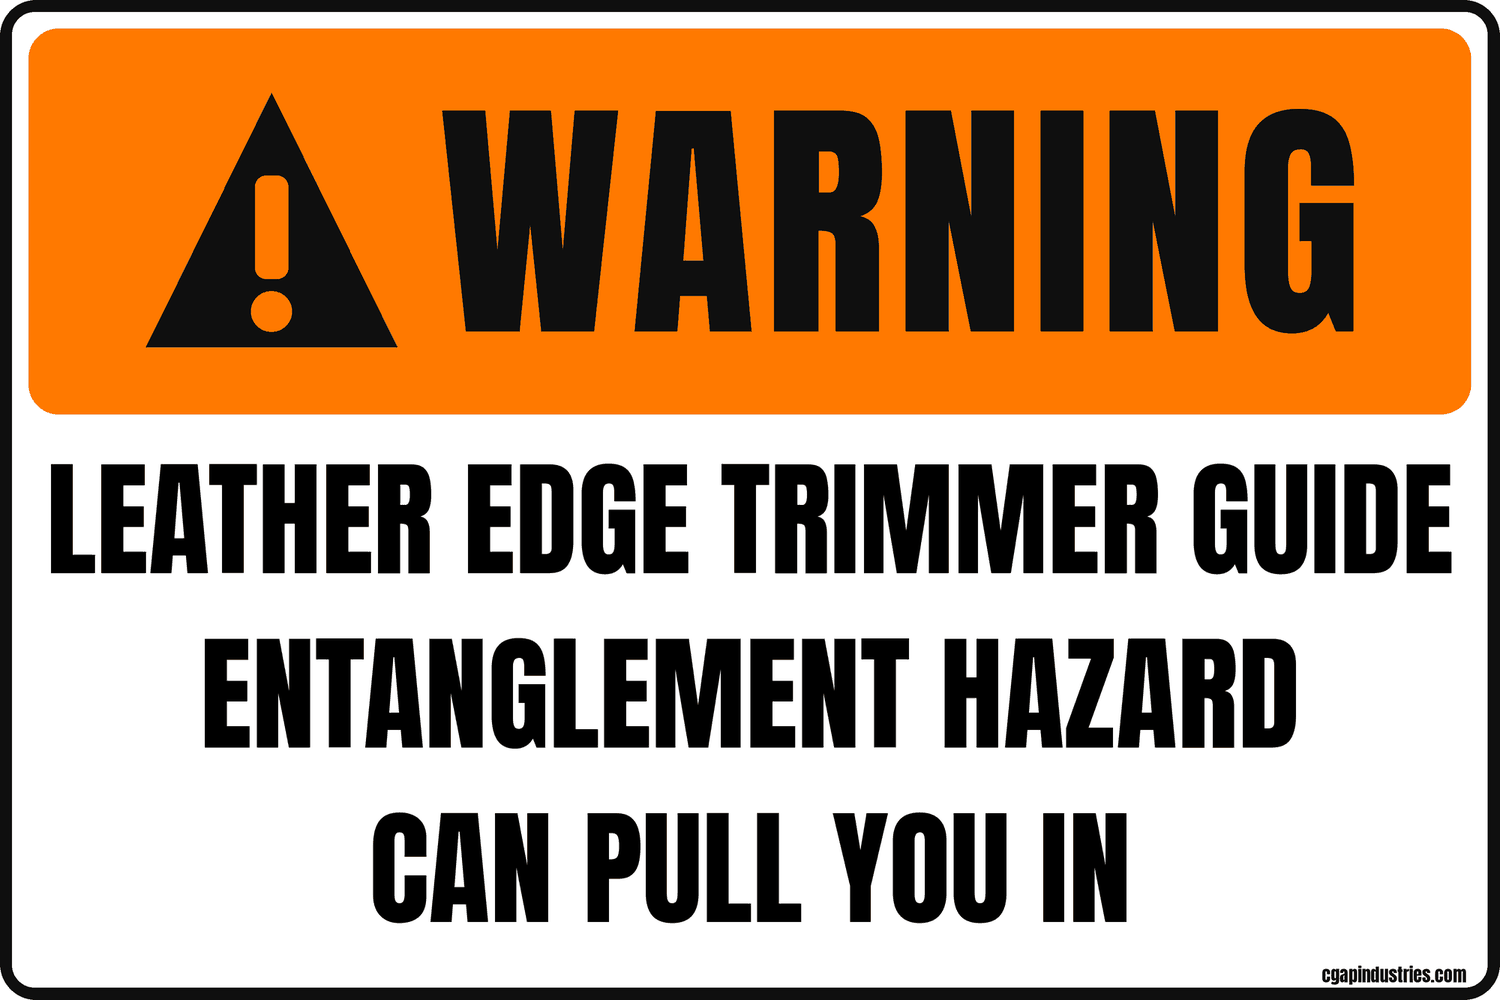 WARNING
LEATHER EDGE TRIMMER GUIDE
ENTANGLEMENT HAZARD
CAN PULL YOU IN
cgapindustries.com